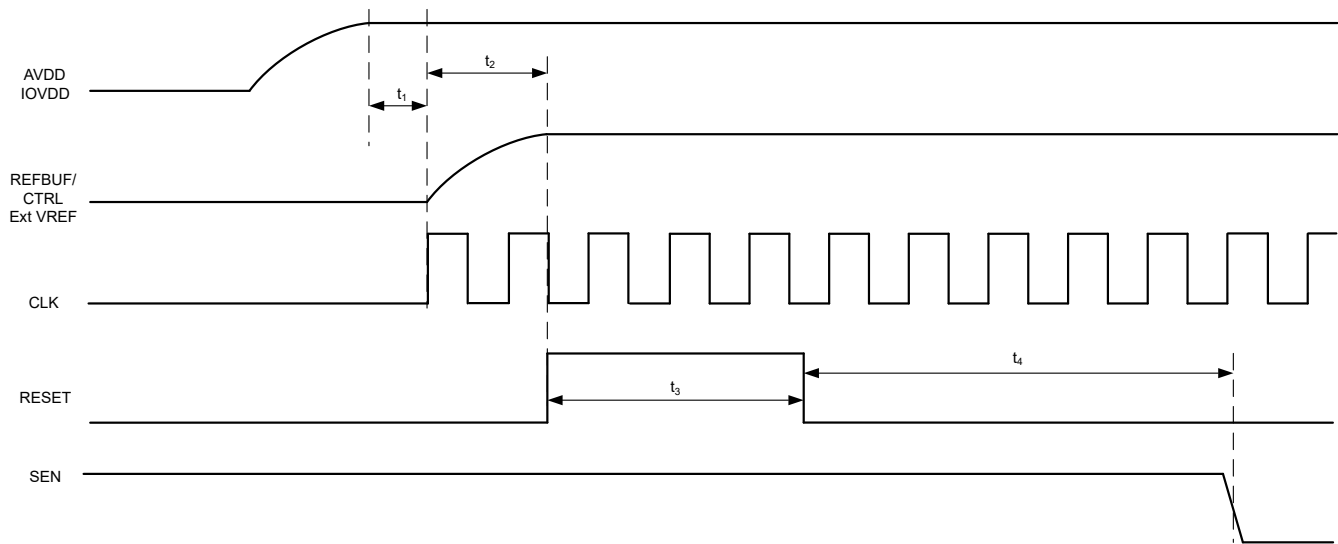 AVDD
IOVDD
t₂
t₁
REFBUF/
CTRL
Ext VREF
CLK
RESET
t₃
t₄
SEN